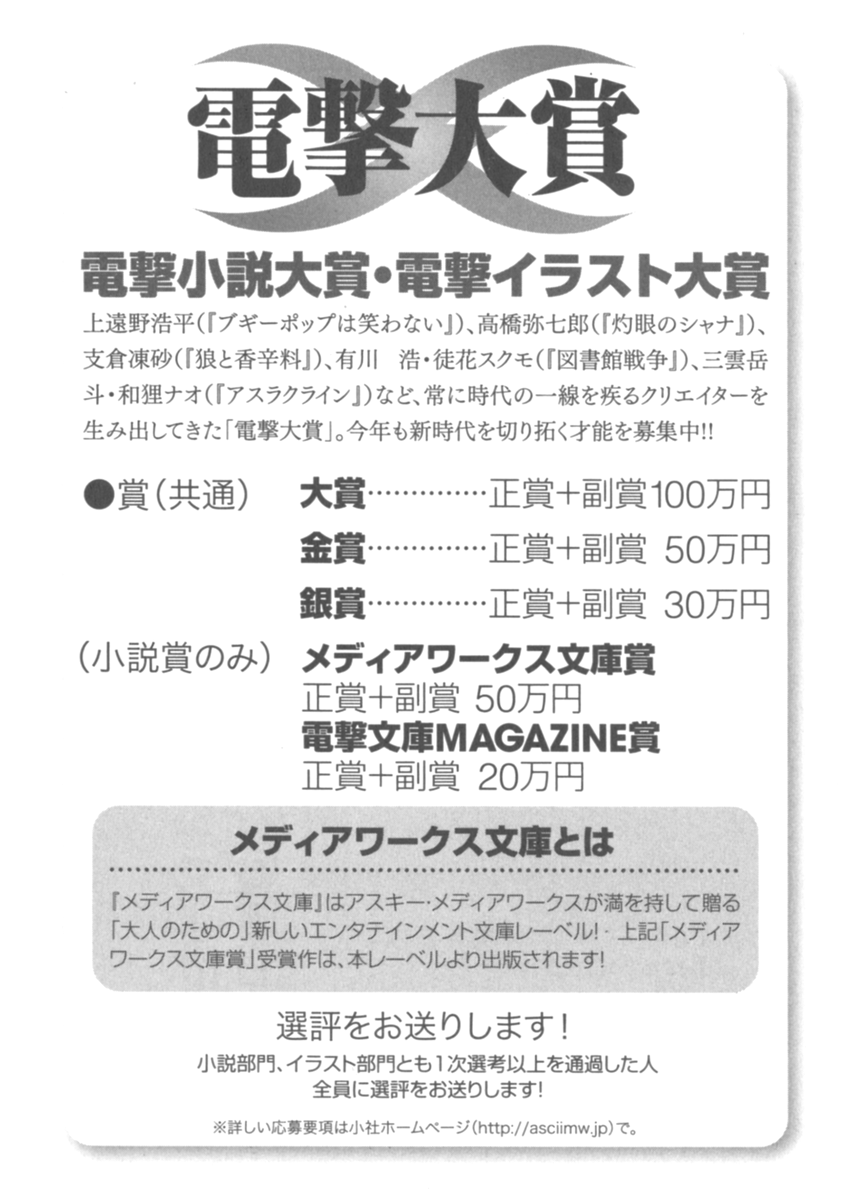 電撃大賞
電撃小説大賞・電撃イラスト大賞
上遠野浩平(『ブギーポップは笑わない』)、高橋弥七郎(『灼眼のシャナ』)、
支倉凍砂(『狼と香辛料』)、有川　浩・徒花スクモ(『図書館戦争』)、三雲岳
斗・和狸ナオ(『アスラクライン』)など、常に時代の一線を疾るクリエイターを
生み出してきた「電撃大賞」。今年も新時代を切り拓く才能を募集中!!
●賞(共通)　大賞…………正賞＋副賞100万円
金賞…………正賞＋副賞 50万円
銀賞…………正賞＋副賞 30万円
(小説賞のみ)　メディアワークス文庫賞
正賞＋副賞 50万円
電撃文庫MAGAZINE賞
正賞＋副賞 20万円
メディアワークス文庫とは
『メディアワークス文庫』はアスキー・メディアワークスが満を持して贈る
「大人のための」新しいエンタテインメント文庫レーベル!・上記「メディア
ワークス文庫賞」受賞作は、本レーベルより出版されます!
選評をお送りします!
小説部門、イラスト部門とも1次選考以上を通過した人
全員に選評をお送りします!
※詳しい応募要項は小社ホームページ(http://asciimw.jp)で。